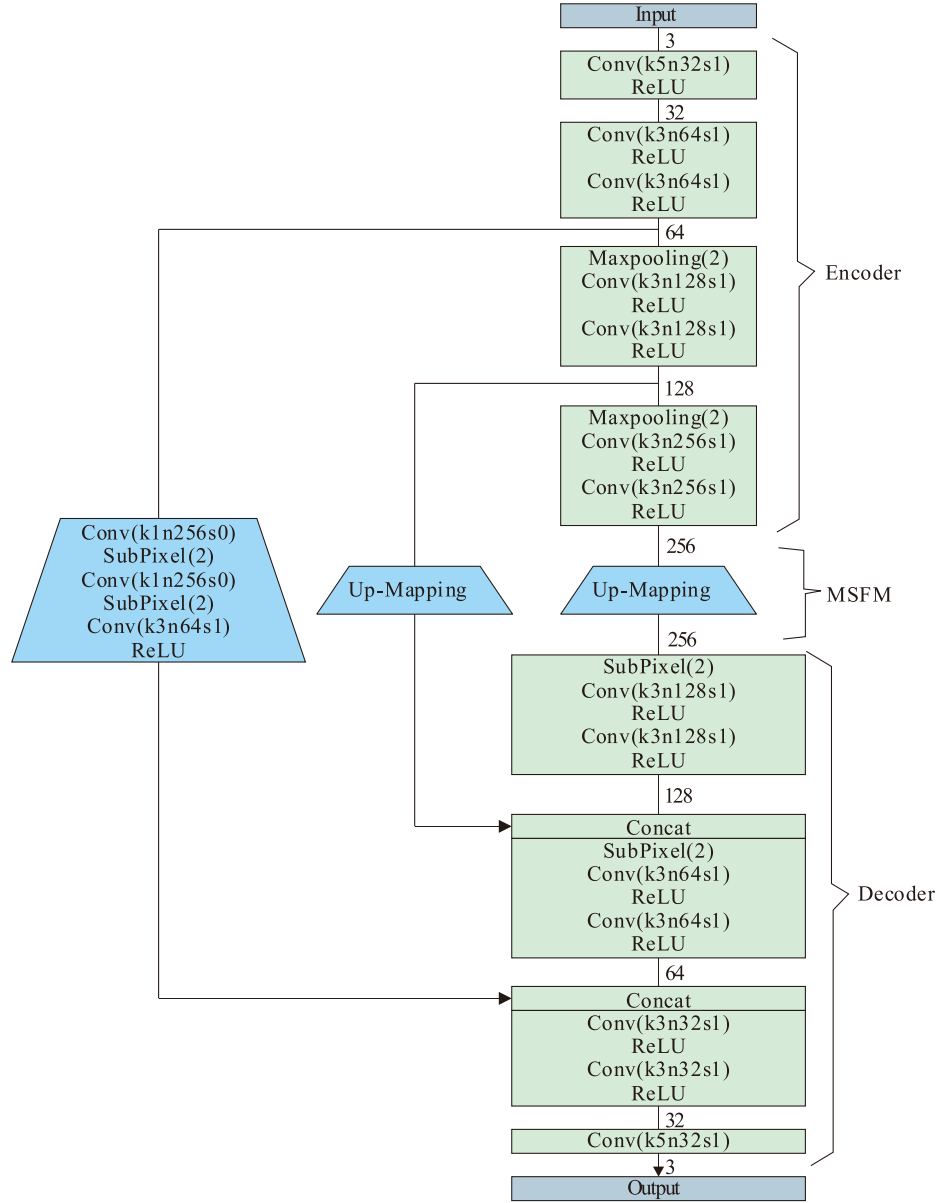 Input
3
Conv(k5n32s1)
ReLU
32
Conv(k3n64s1)
ReLU
Conv(k3n64s1)
ReLU
64
Maxpooling(2)
Conv(k3n128s1)
ReLU
Conv(k3n128s1)
ReLU
Encoder
128
Maxpooling(2)
Conv(k3n256s1)
ReLU
Conv(k3n256s1)
ReLU
256
Conv(k1n256s0)
SubPixel(2)
Conv(k1n256s0)
SubPixel(2)
Conv(k3n64s1)
ReLU
Up-Mapping
Up-Mapping
MSFM
256
SubPixel(2)
Conv(k3n128s1)
ReLU
Conv(k3n128s1)
ReLU
128
Concat
SubPixel(2)
Conv(k3n64s1)
ReLU
Conv(k3n64s1)
ReLU
Decoder
64
Concat
Conv(k3n32s1)
ReLU
Conv(k3n32s1)
ReLU
32
Conv(k5n32s1)
3
Output